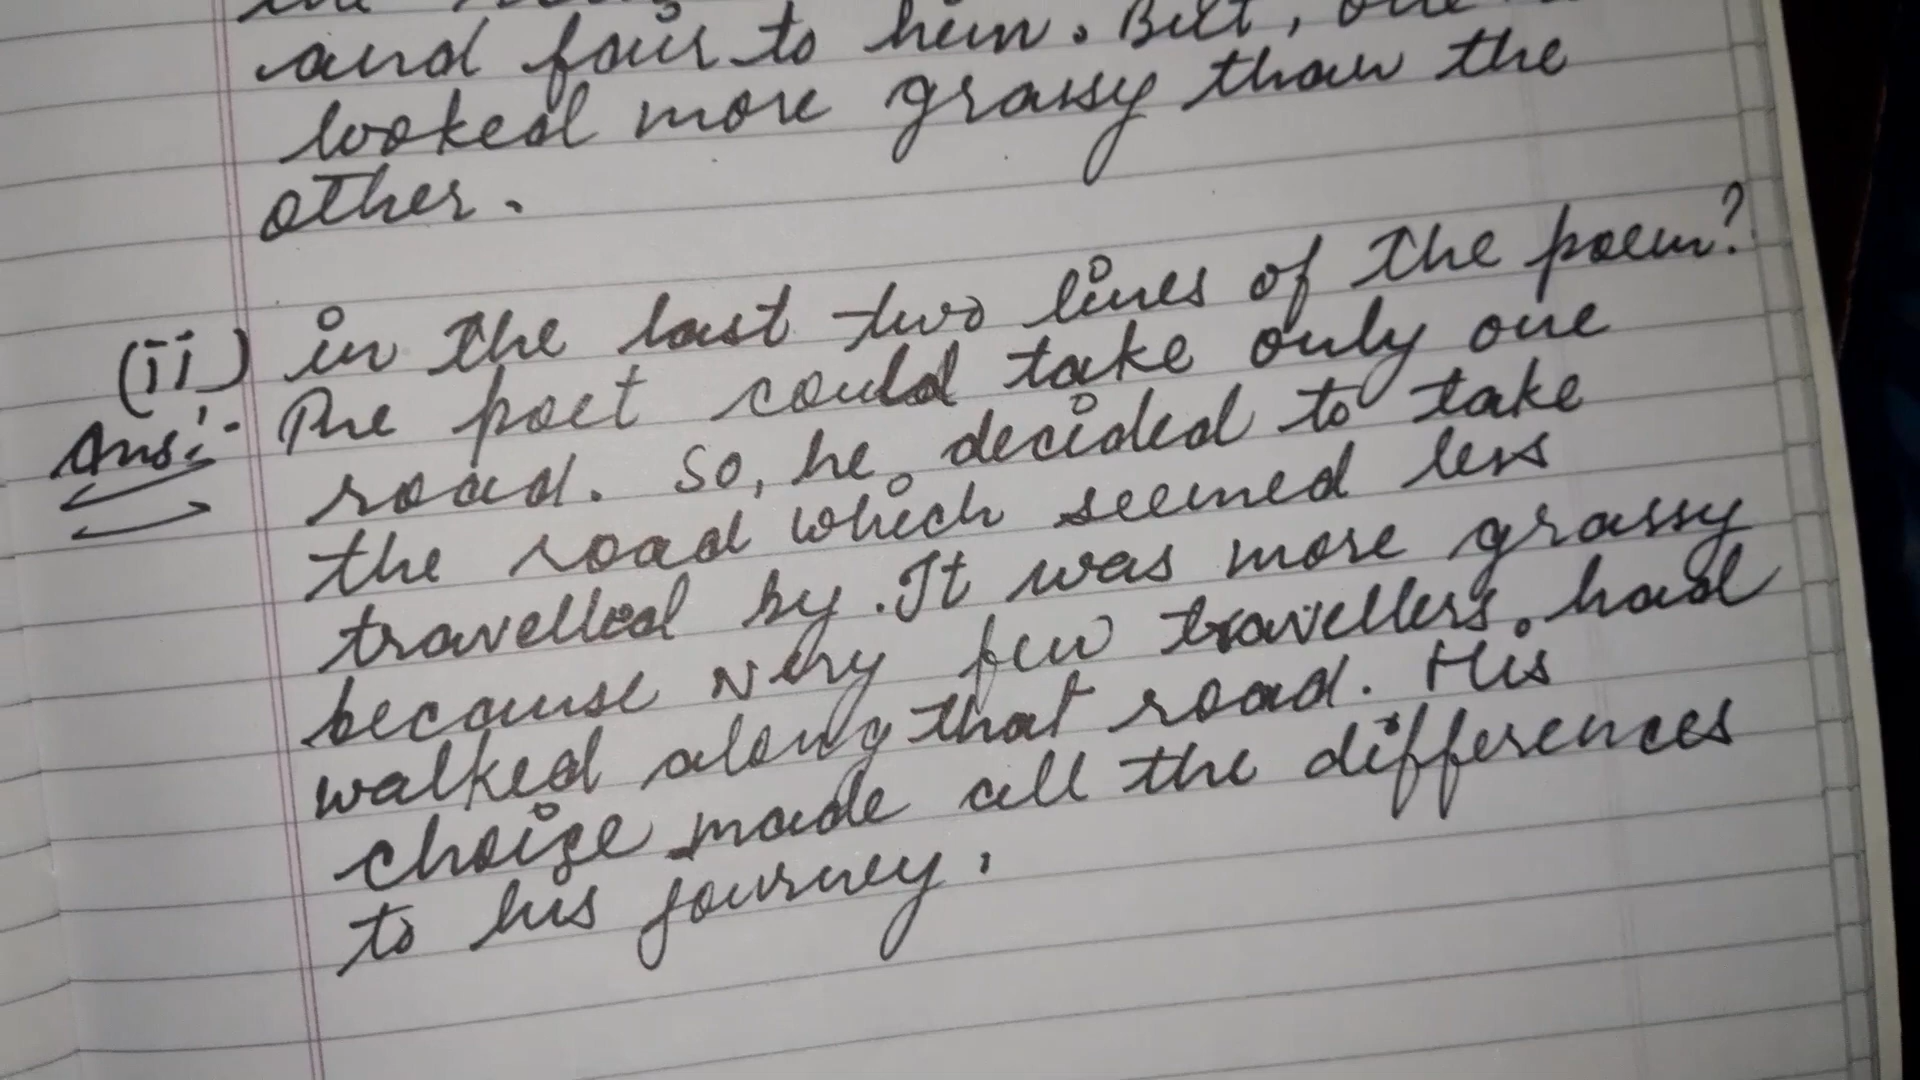 and four to him. But, one
looked more grassy than the
other.
(ii) in the last two lines of the poem?
Ans:- The poet could take only one
road. So, he decided to take
the road which seemed less
travelled by. It was more grassy
because very few travellers had
walked along that road. His
choice made all the differences
to his journey.